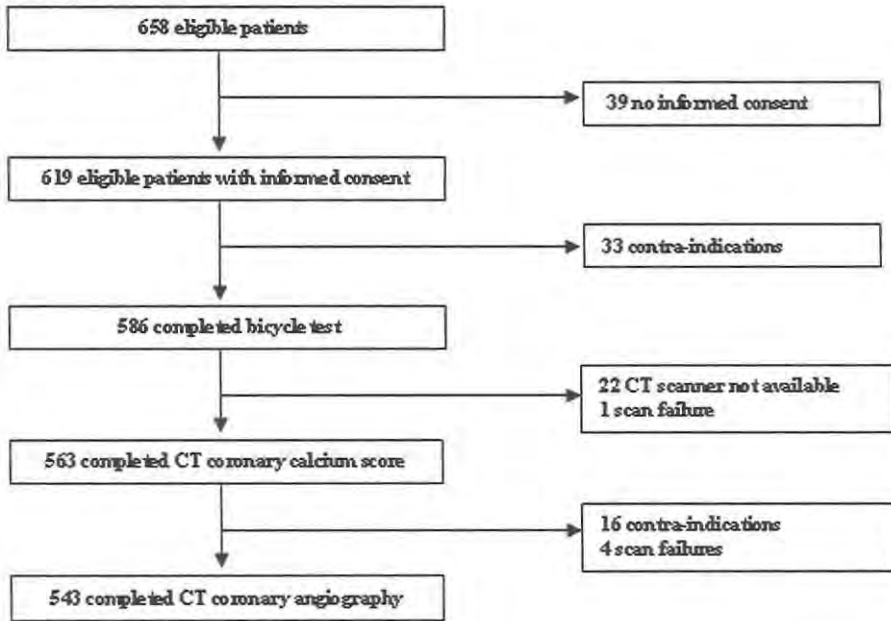 658 eligible patients
39 no informed consent
619 eligible patients with informed consent
33 contra-indications
586 completed bicycle test
22 CT scanner not available
1 scan failure
563 completed CT coronary calcium score
16 contra-indications
4 scan failures
543 completed CT coronary angiography